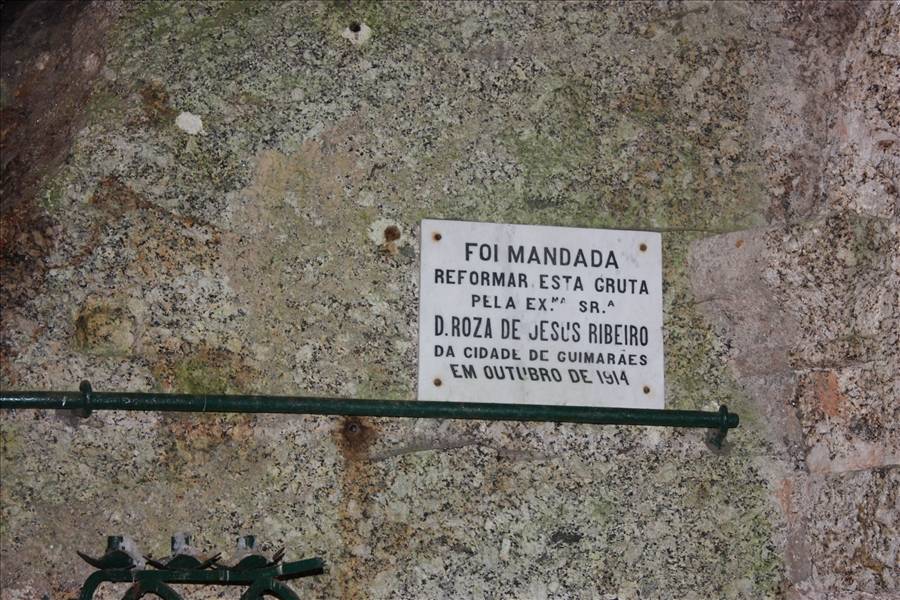 FOI MANDADA
REFORMAR ESTA GRUTA
PELA EX.MA SR.A
D. ROZA DE JESUS RIBEIRO
DA CIDADE DE GUIMARÃES
EM OUTUBRO DE 1914